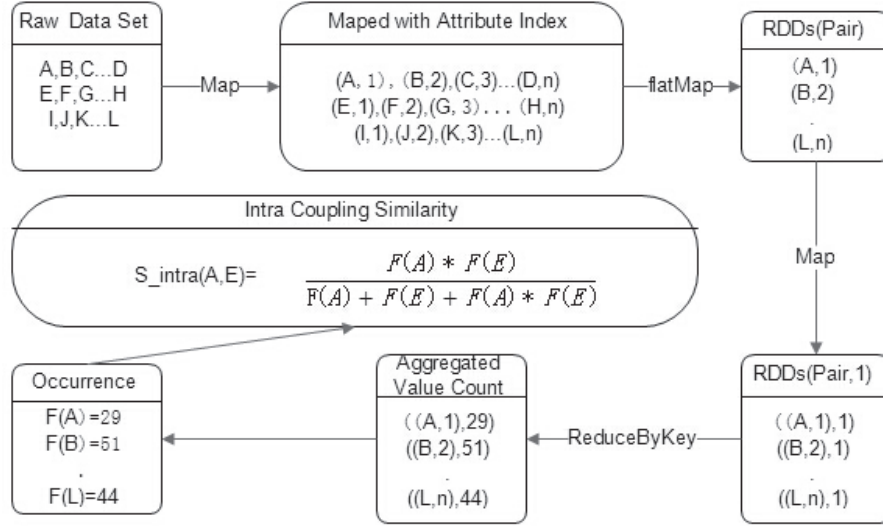 Raw Data Set
A,B,C...D
E,F,G...H
I,J,K...L
Map
Maped with Attribute Index
(A, 1), (B,2),(C,3)...(D,n)
(E,1),(F,2),(G, 3)... (H,n)
(I,1),(J,2),(K,3)...(L,n)
flatMap
RDDs(Pair)
(A,1)
(B,2)
.
(L,n)
Map
RDDs(Pair,1)
((A,1),1)
((B,2),1)
.
((L,n),1)
ReduceByKey
Aggregated
Value Count
((A,1),29)
((B,2),51)
.
((L,n),44)
Occurrence
F(A)=29
F(B)=51
.
F(L)=44
Intra Coupling Similarity
S_intra(A,E)=
F(A) * F(E)
F(A) + F(E) + F(A) * F(E)